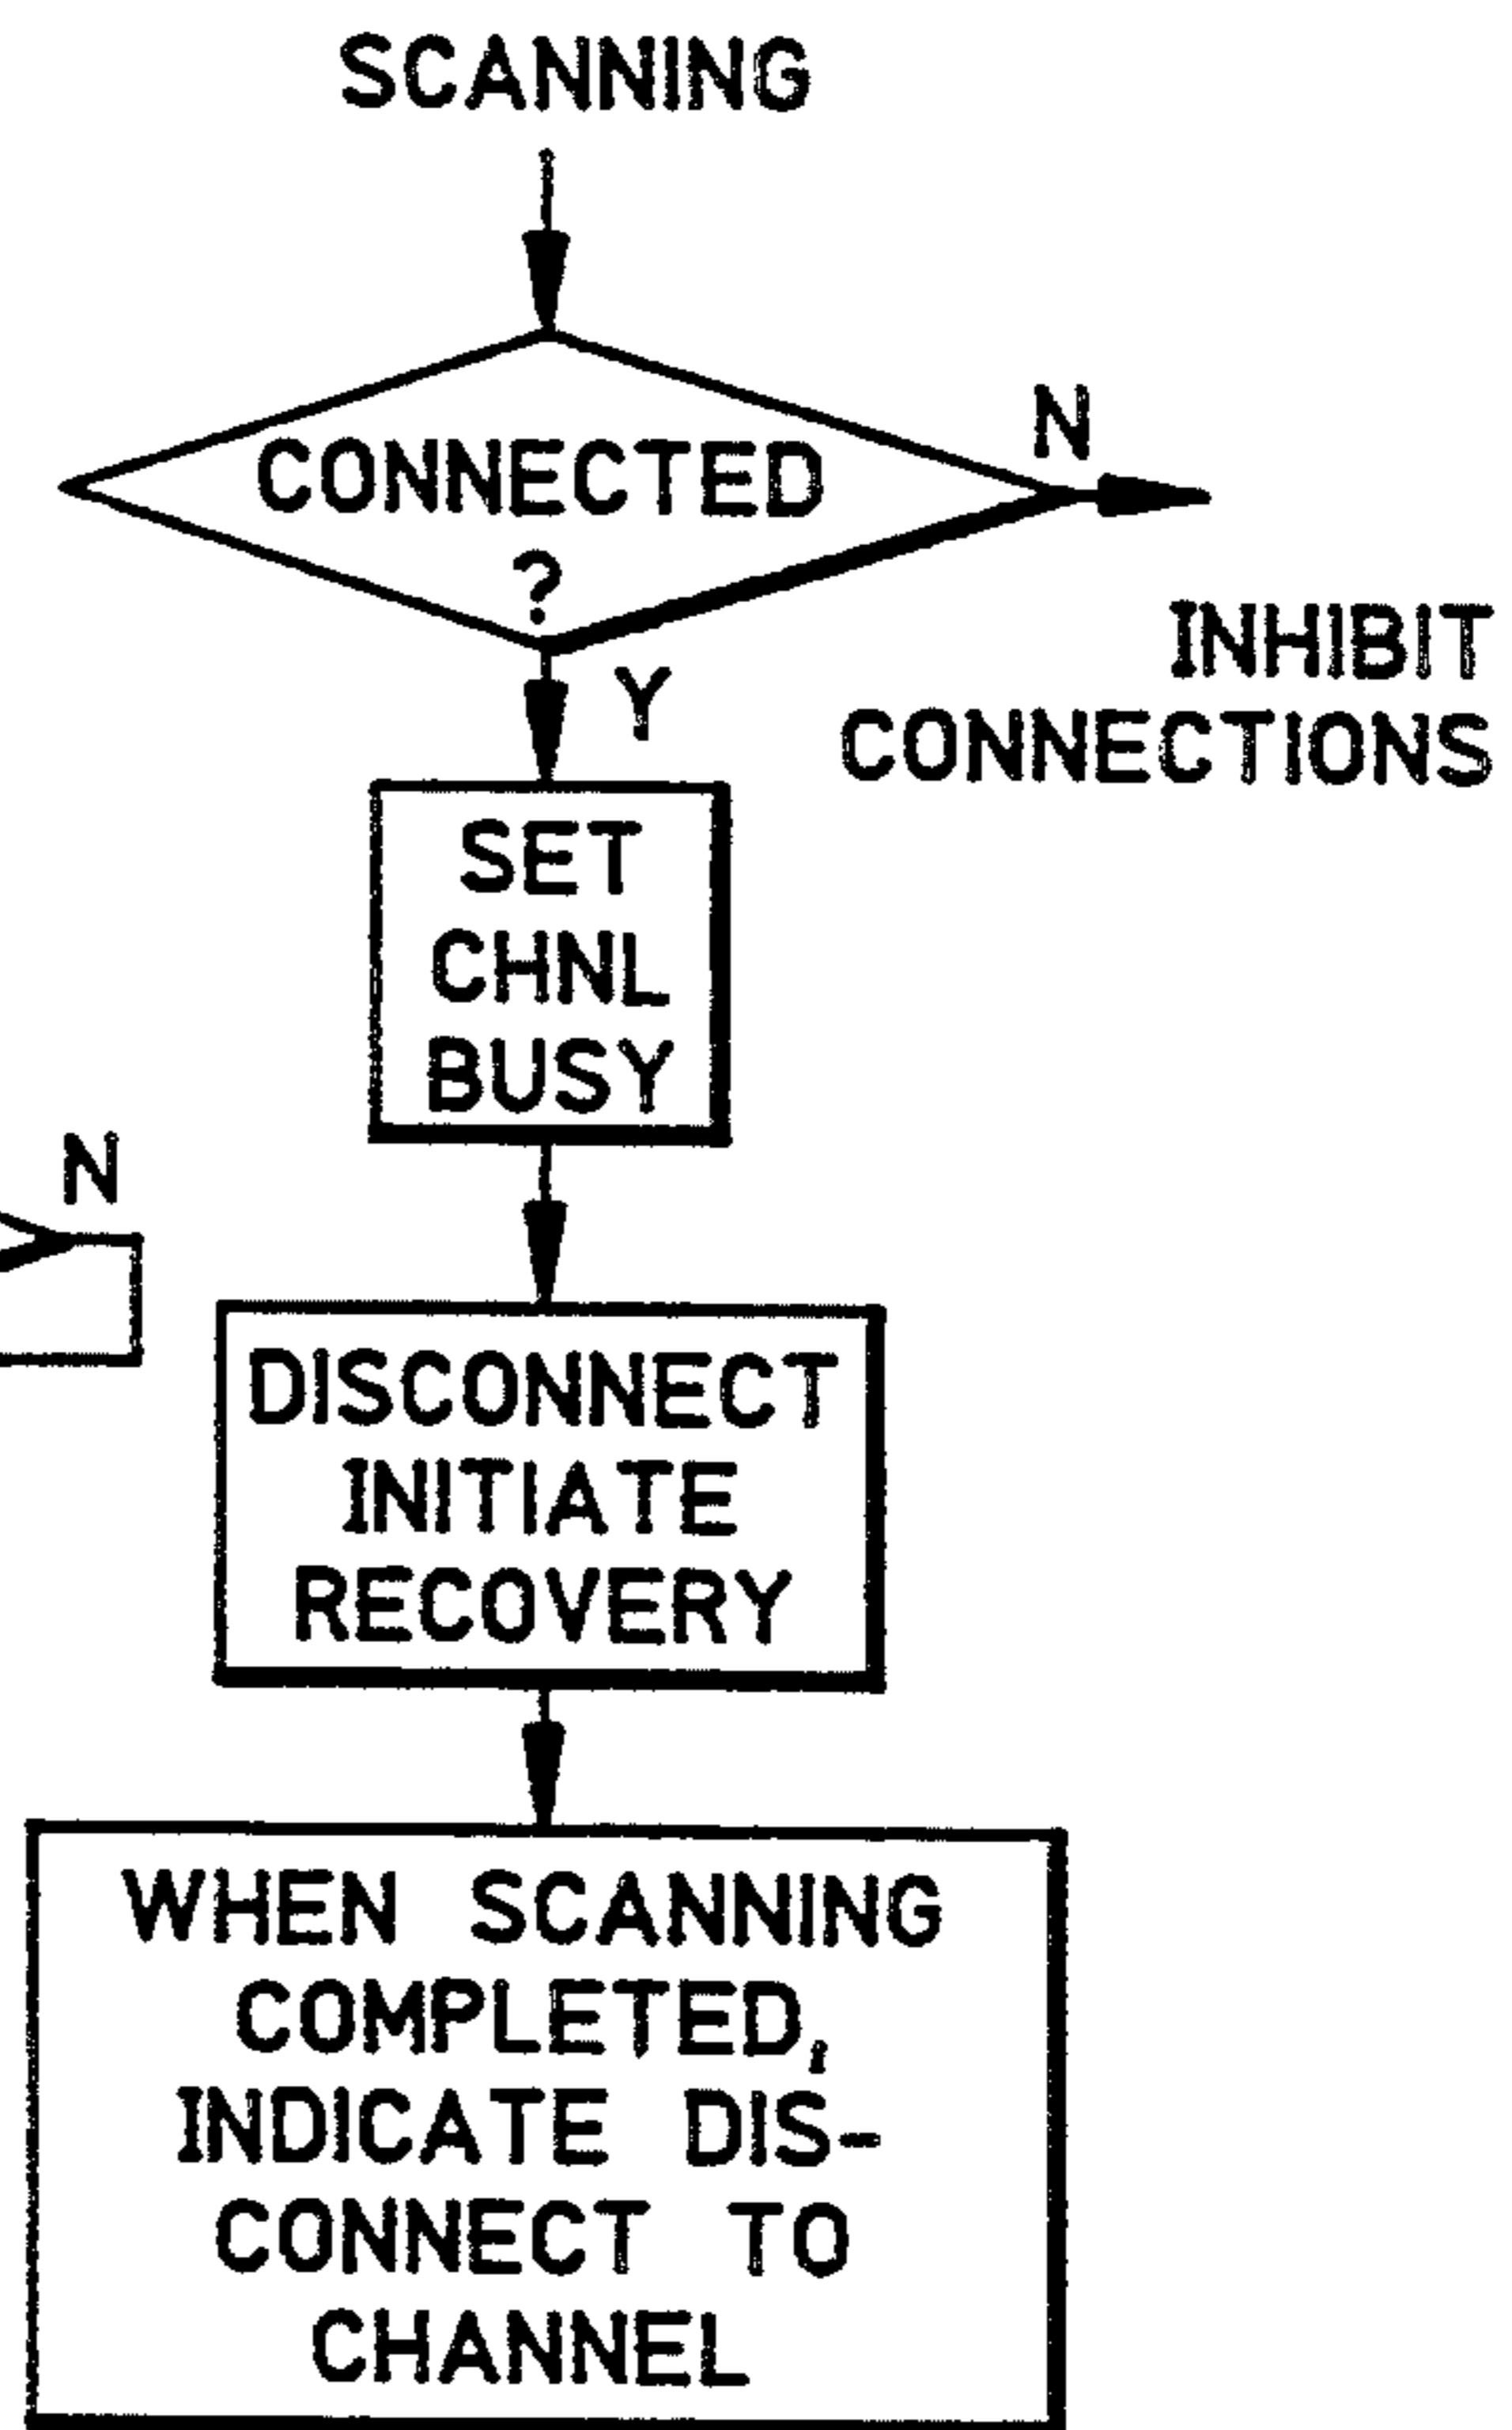 SCANNING
CONNECTED
?
N
Y
INHIBIT
CONNECTIONS
SET
CHNL
BUSY
N
DISCONNECT
INITIATE
RECOVERY
WHEN SCANNING
COMPLETED,
INDICATE DIS-
CONNECT TO
CHANNEL